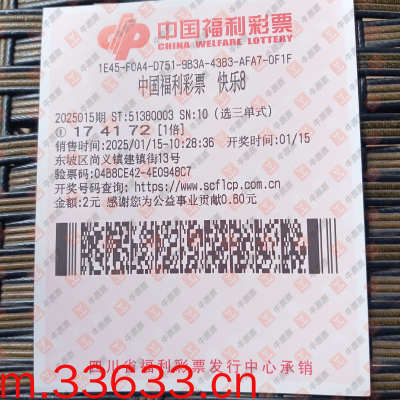 中国福利彩票
CHINA WELFARE LOTTERY
1E45-F0A4-D751-9B3A-43B3-AFA7-0F1F
中国福利彩票 快乐8
2025015期 ST:51380003 SN:10 (选三单式)
① 17 41 72 [1倍]
销售时间:2025/01/15-10:28:36 开奖时间:01/15
东坡区尚义镇建镇街13号
验票码:04B8CE42-4E0948C7
开奖号码查询: https://www.scflcp.com.cn
金额:2元 感谢您为公益事业贡献0.60元
四川省福利彩票发行中心承销
m.33633.cn